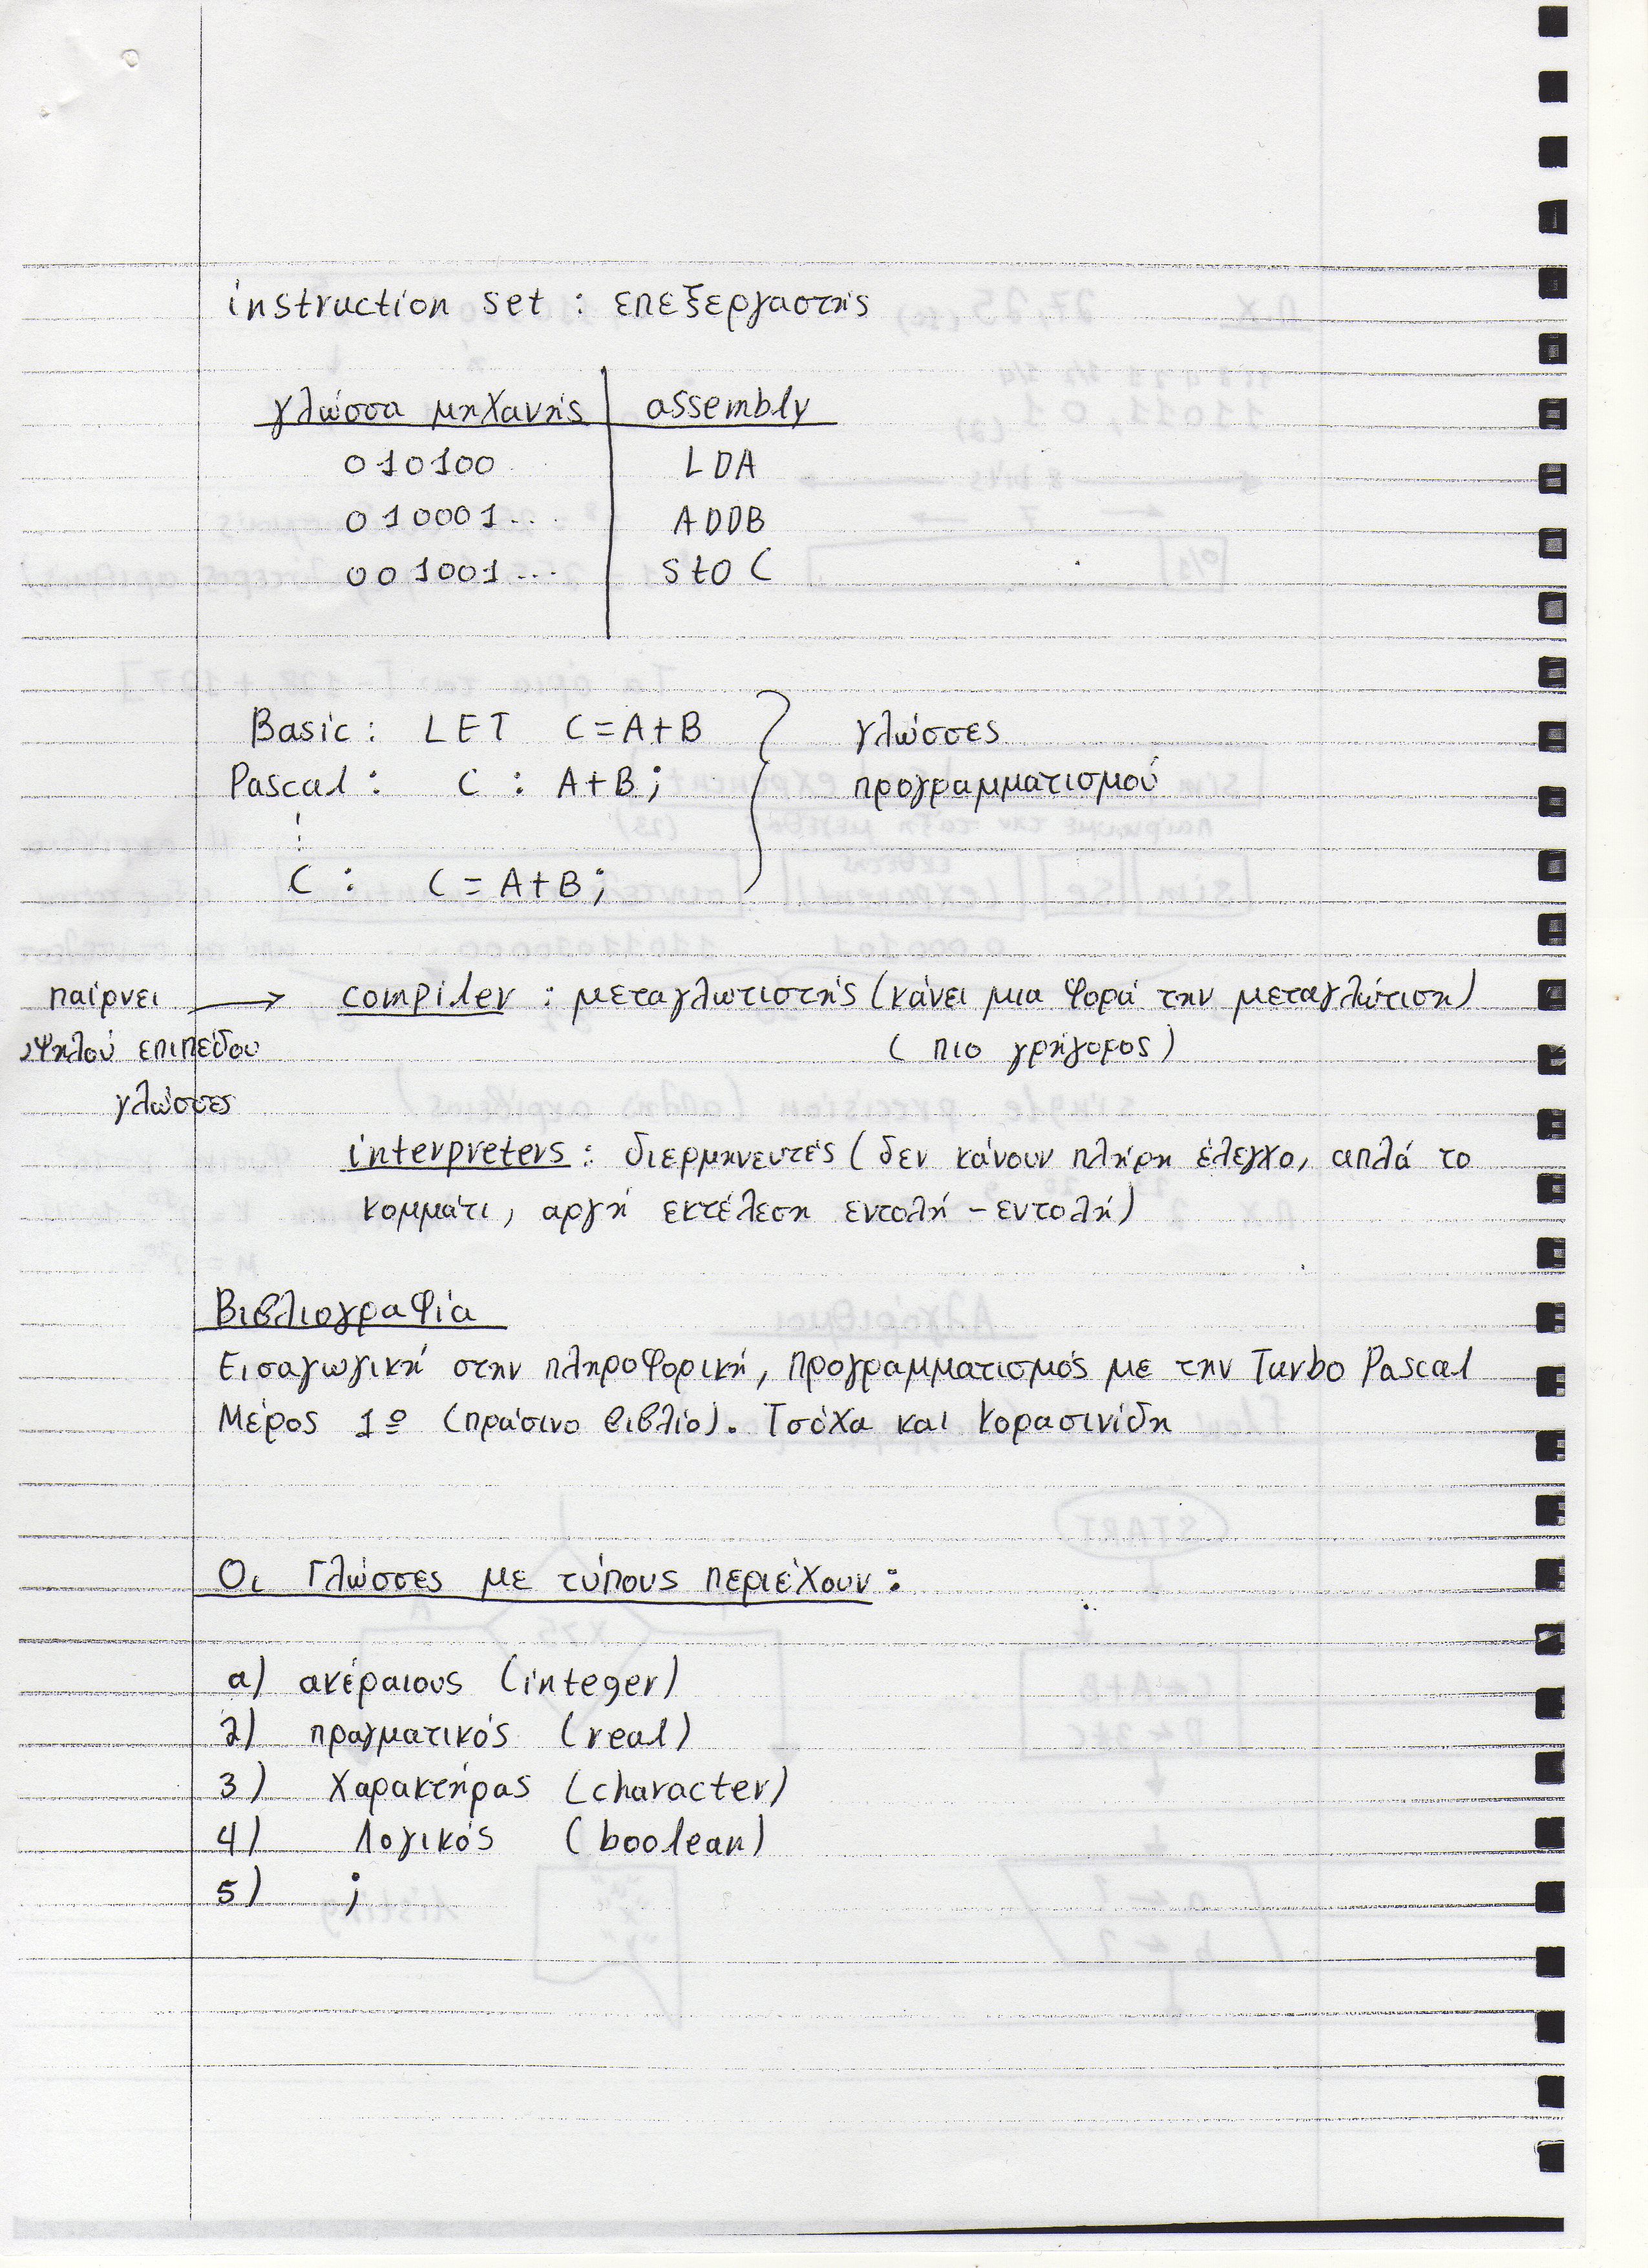 instruction set : επεξεργαστής
γλώσσα μηχανής assembly
010100 LDA
010001... ADDB
001001... StO C
Basic : LET C=A+B γλώσσες
Pascal : C : A+B; προγραμματισμού
⋮
C : C=A+B;
παίρνει → compiler : μεταγλωτιστής (κάνει μια φορά την μεταγλώτιση)
υψηλού επιπέδου (πιο γρήγορος)
γλώσσες
interpreters : διερμηνευτές (δεν κάνουν πλήρη έλεγχο, απλά το
κομμάτι, αργή εκτέλεση εντολή - εντολή)
Βιβλιογραφία
Εισαγωγική στην πληροφορική, προγραμματισμός με την Turbo Pascal
Μέρος 1º (πράσινο βιβλίο). Τσόχα και Κορασινίδη
Οι Γλώσσες με τύπους περιέχουν :
a) ακέραιους (integer)
2) πραγματικός (real)
3) χαρακτήρας (character)
4) Λογικός (boolean)
5) ;